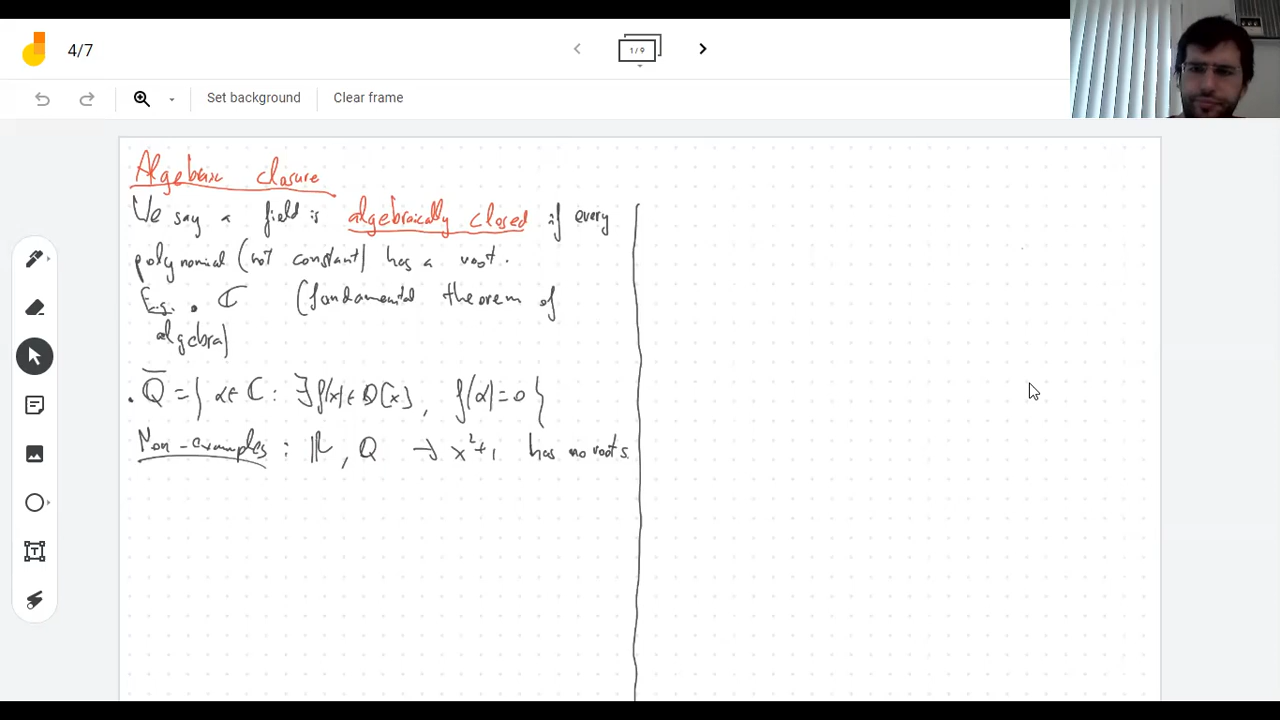 4/7
1/9
Set background
Clear frame
Algebraic closure
We say a field is algebraically closed if every
polynomial (not constant) has a root.
E.g. • ℂ (fundamental theorem of
algebra)
• Q̅ = { α ∈ ℂ : ∃ f(x) ∈ Q[x], f(α) = 0 }
Non-examples : ℝ, Q → x²+1 has no roots.